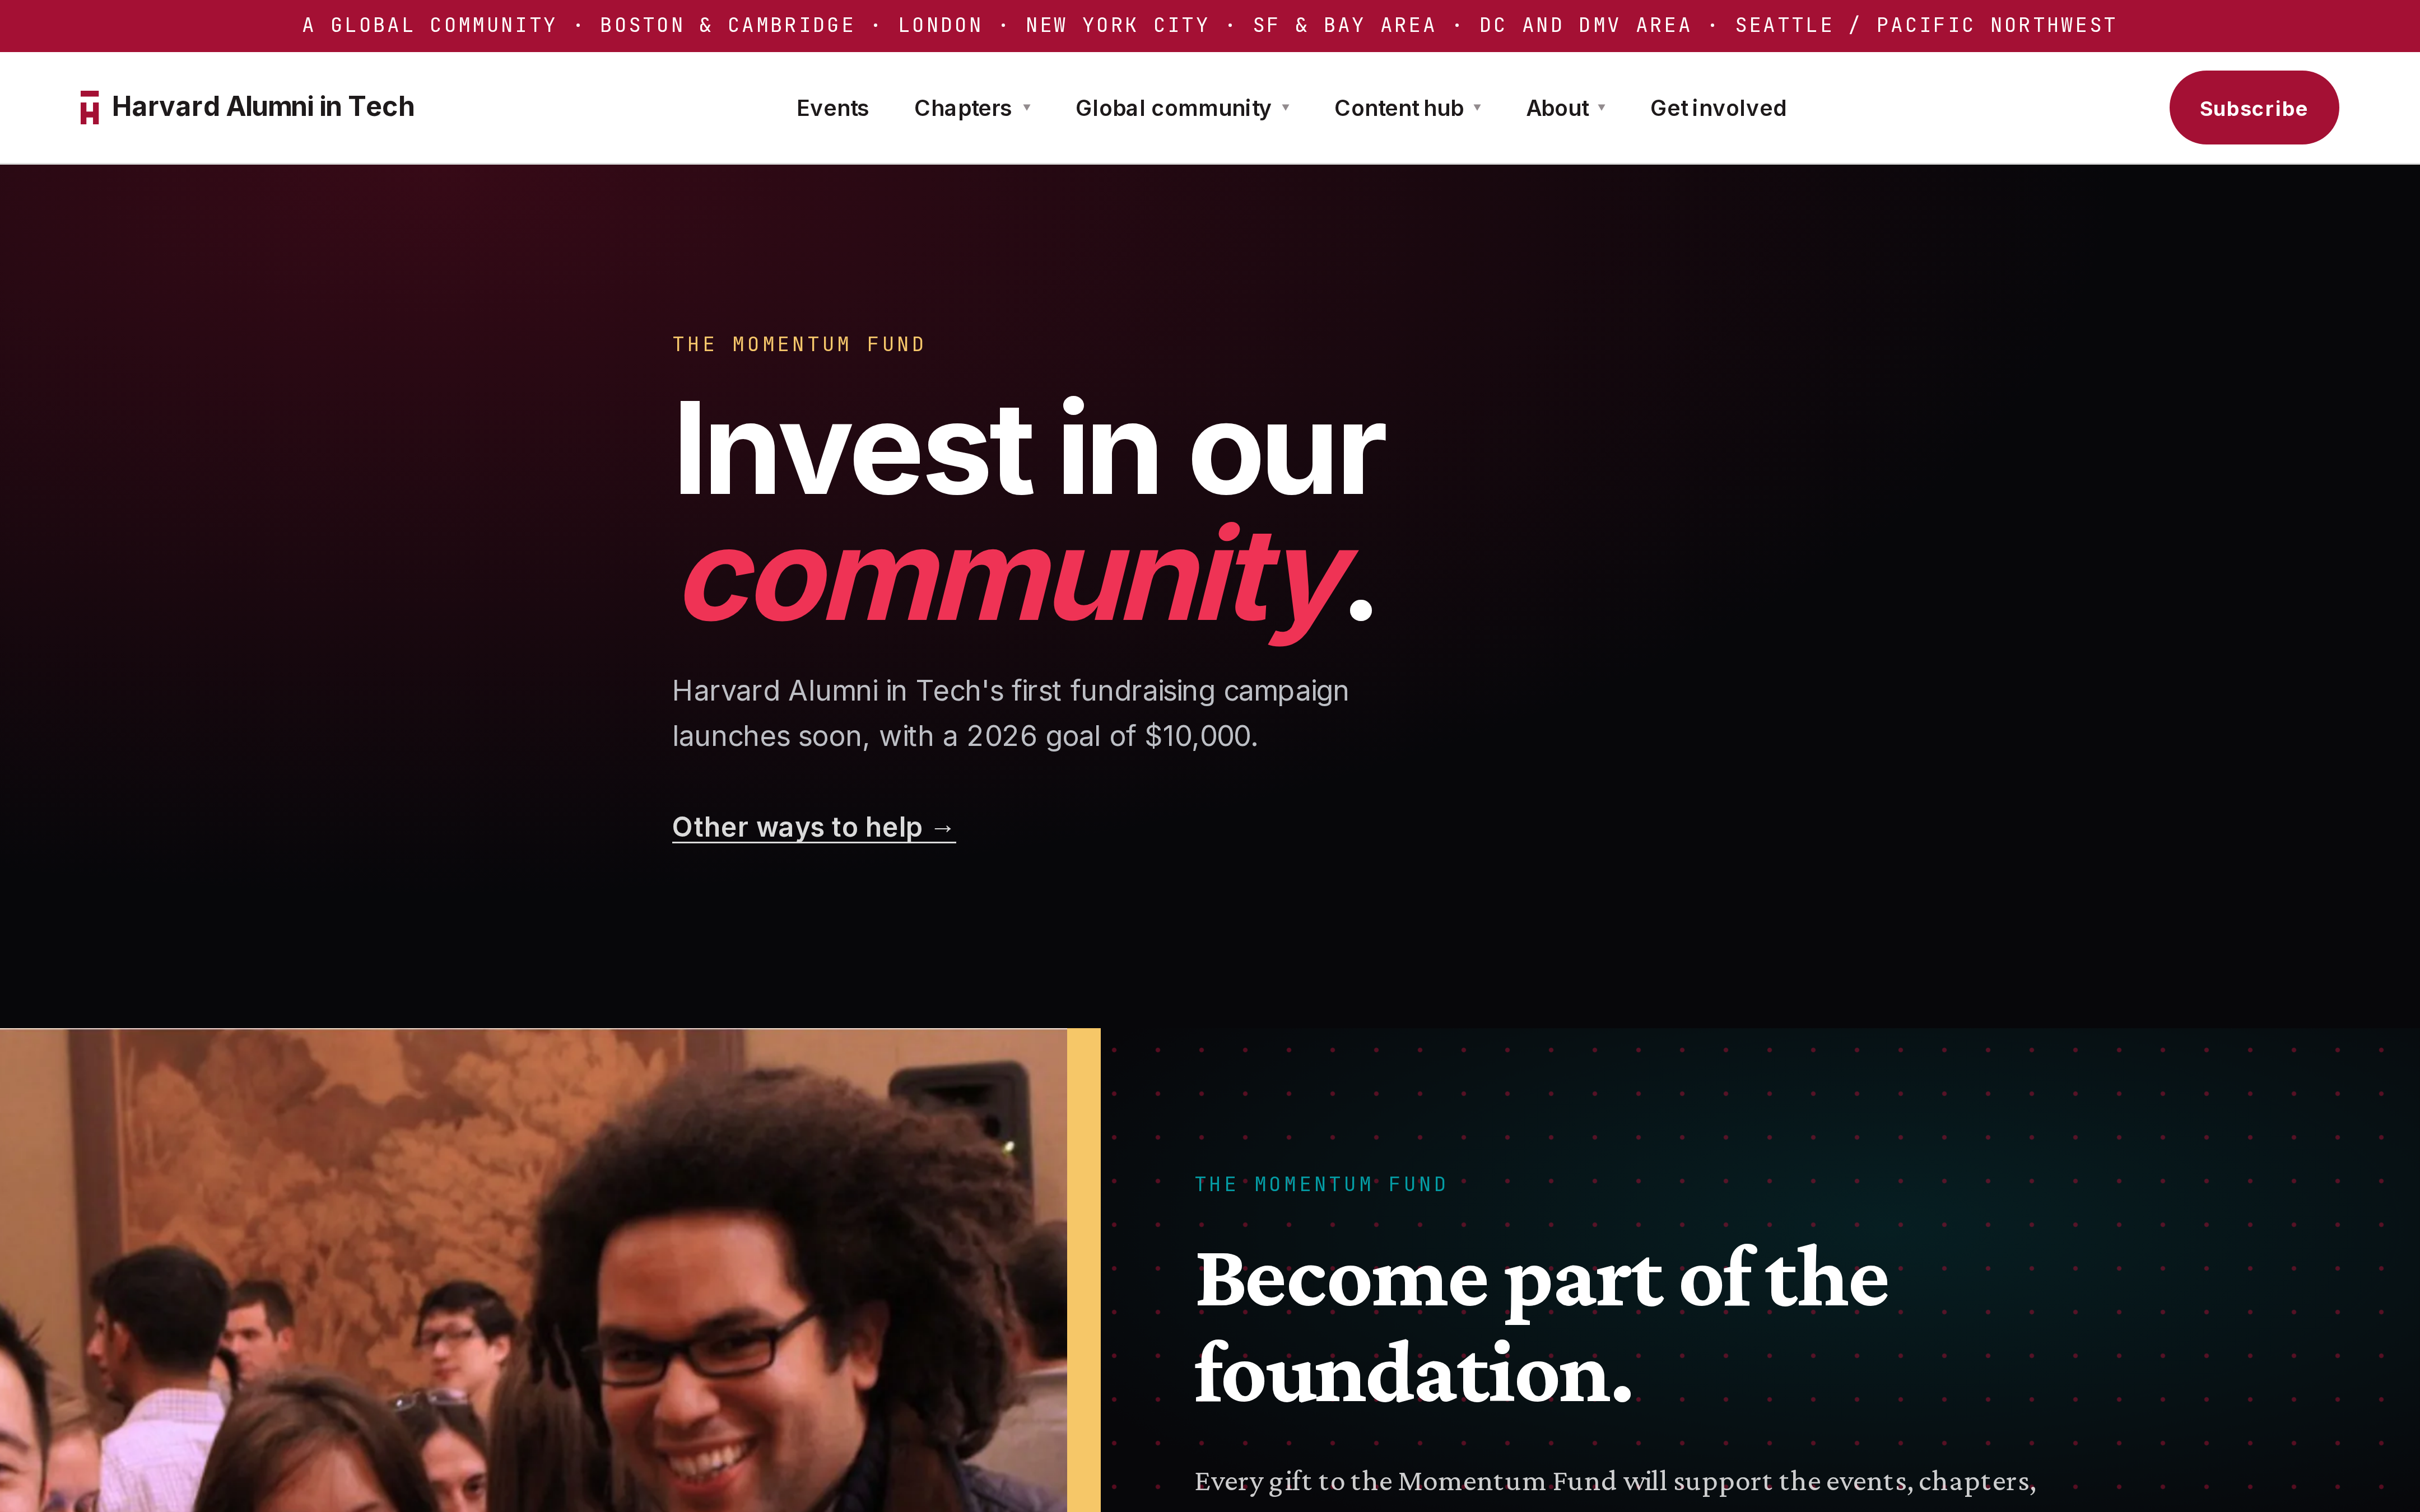 A GLOBAL COMMUNITY · BOSTON & CAMBRIDGE · LONDON · NEW YORK CITY · SF & BAY AREA · DC AND DMV AREA · SEATTLE / PACIFIC NORTHWEST
Harvard Alumni in Tech
Events
Chapters ▾
Global community ▾
Content hub ▾
About ▾
Get involved
Subscribe
THE MOMENTUM FUND
Invest in our
community.
Harvard Alumni in Tech's first fundraising campaign
launches soon, with a 2026 goal of $10,000.
Other ways to help →
THE MOMENTUM FUND
Become part of the
foundation.
Every gift to the Momentum Fund will support the events, chapters,